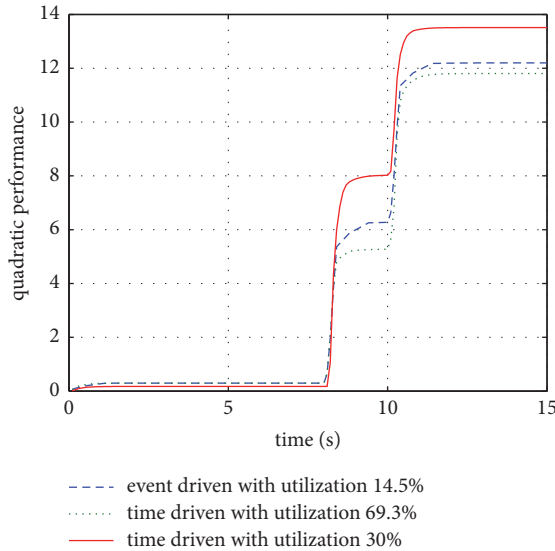 14
12
10
8
6
4
2
0
quadratic performance
0 5 10 15
time (s)
event driven with utilization 14.5%
time driven with utilization 69.3%
time driven with utilization 30%